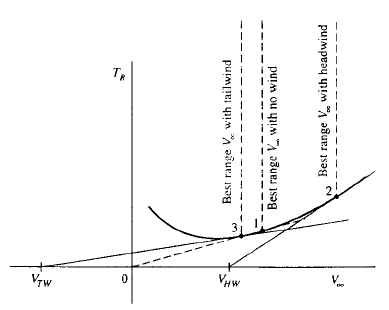 T_R
Best range V_∞ with tailwind
Best range V_∞ with no wind
Best range V_∞ with headwind
3
1
2
V_TW
0
V_HW
V_∞